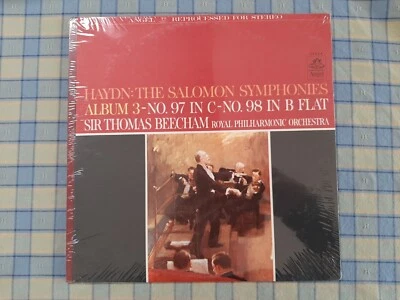 ANGEL REPROCESSED FOR STEREO
Angel
HAYDN: THE SALOMON SYMPHONIES
ALBUM 3-NO. 97 IN C-NO. 98 IN B FLAT
SIR THOMAS BEECHAM ROYAL PHILHARMONIC ORCHESTRA